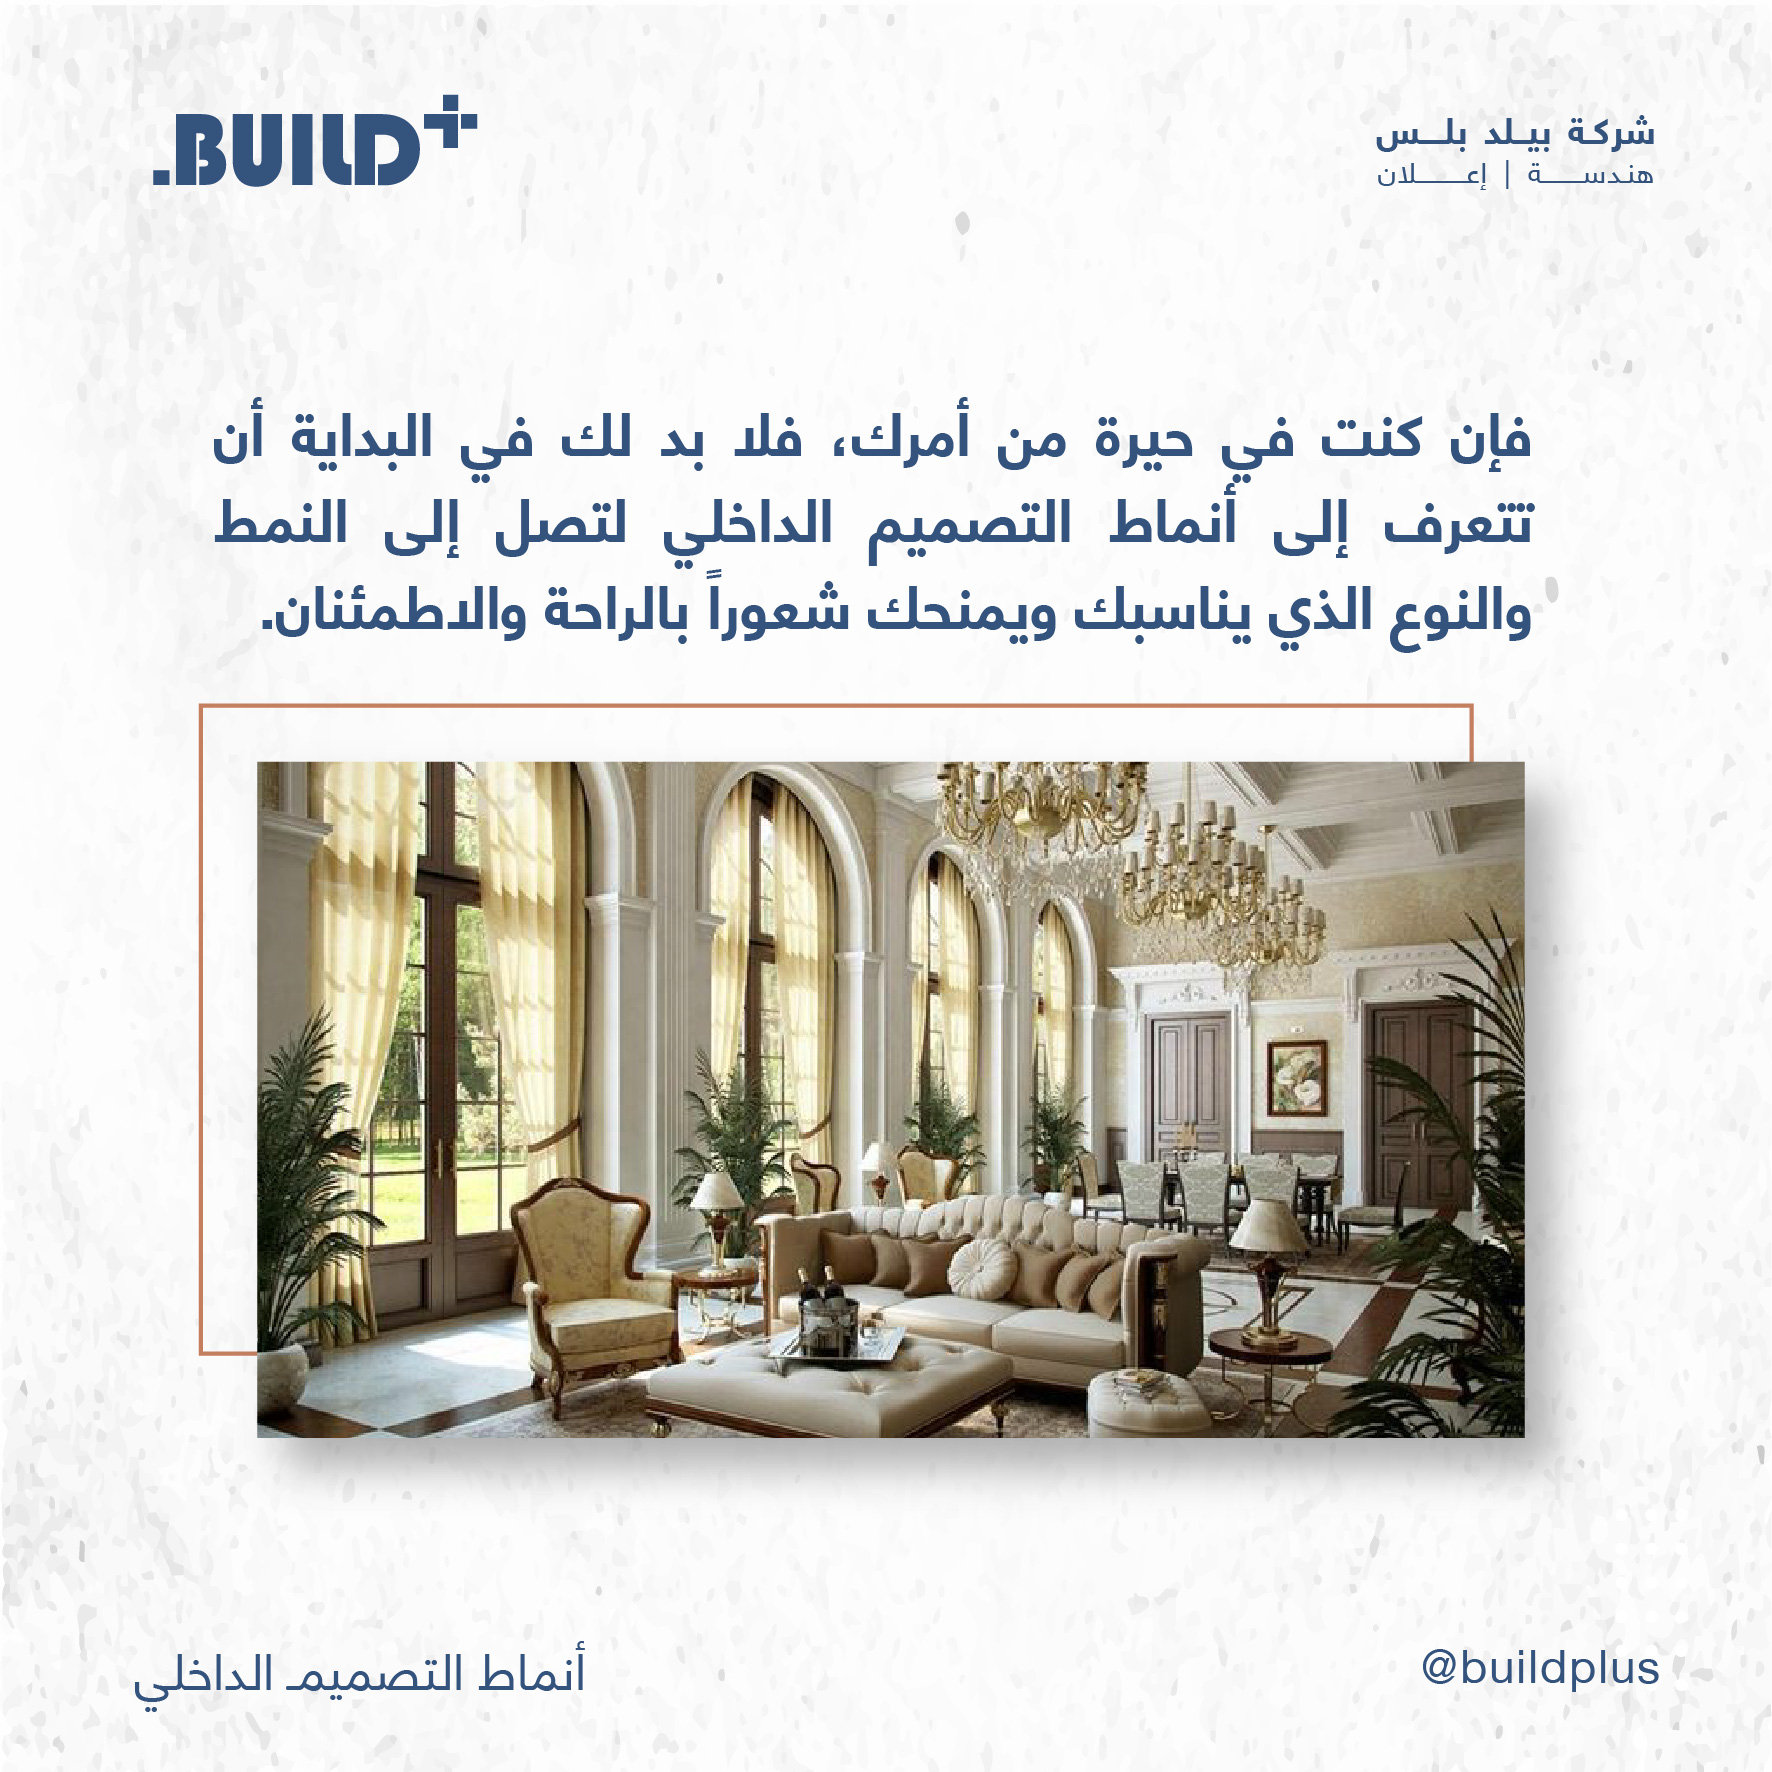 BUILD+.
شركة بيلد بلس
هندسة | إعلان
فإن كنت في حيرة من أمرك، فلا بد لك في البداية أن
تتعرف إلى أنماط التصميم الداخلي لتصل إلى النمط
والنوع الذي يناسبك ويمنحك شعوراً بالراحة والاطمئنان.
أنماط التصميم الداخلي
@buildplus